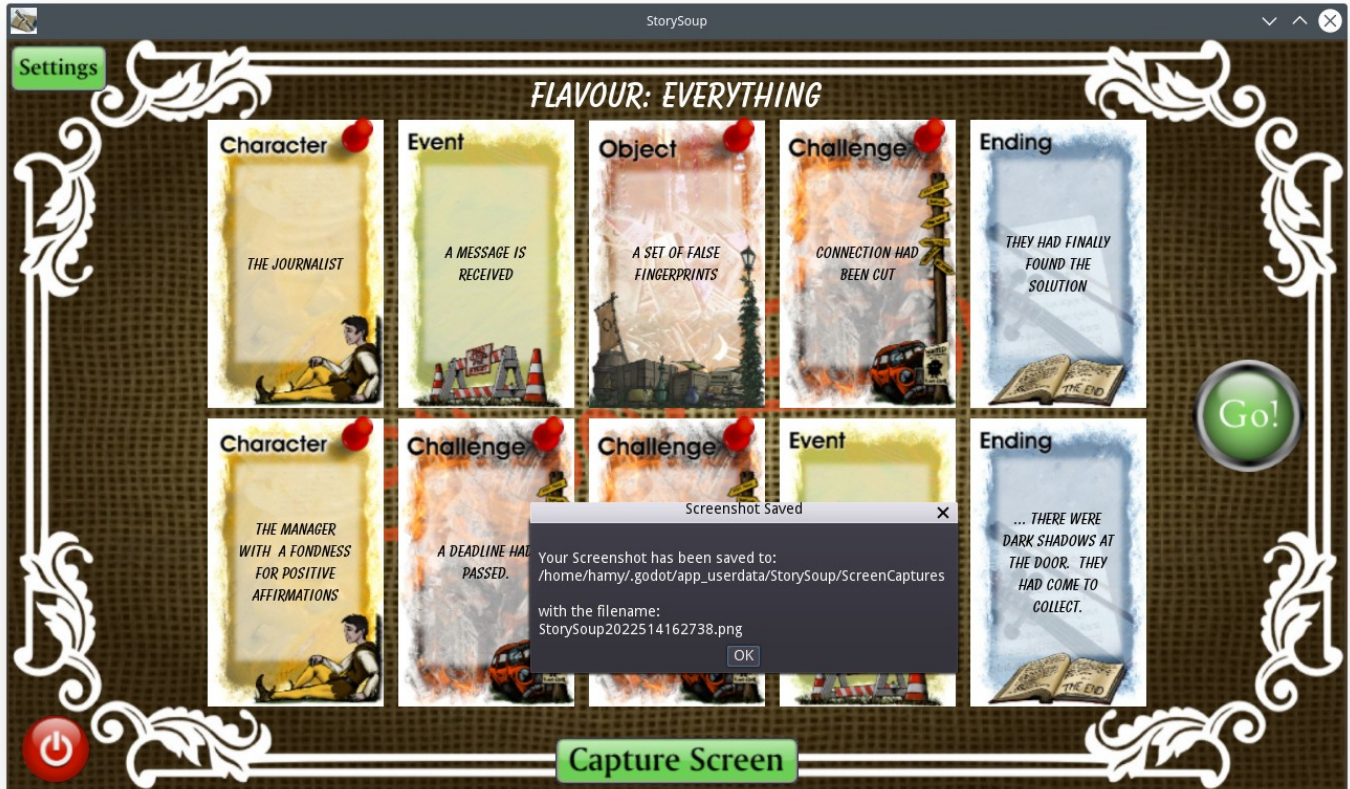 StorySoup
Settings
FLAVOUR: EVERYTHING
Character
THE JOURNALIST
Event
A MESSAGE IS
RECEIVED
Object
A SET OF FALSE
FINGERPRINTS
Challenge
CONNECTION HAD
BEEN CUT
Ending
THEY HAD FINALLY
FOUND THE
SOLUTION
THE END
Go!
Character
THE MANAGER
WITH A FONDNESS
FOR POSITIVE
AFFIRMATIONS
Challenge
A DEADLINE HAD
PASSED.
Challenge
Event
Ending
... THERE WERE
DARK SHADOWS AT
THE DOOR. THEY
HAD COME TO
COLLECT.
THE END
Screenshot Saved
Your Screenshot has been saved to:
/home/hamy/.godot/app_userdata/StorySoup/ScreenCaptures
with the filename:
StorySoup2022514162738.png
OK
Capture Screen